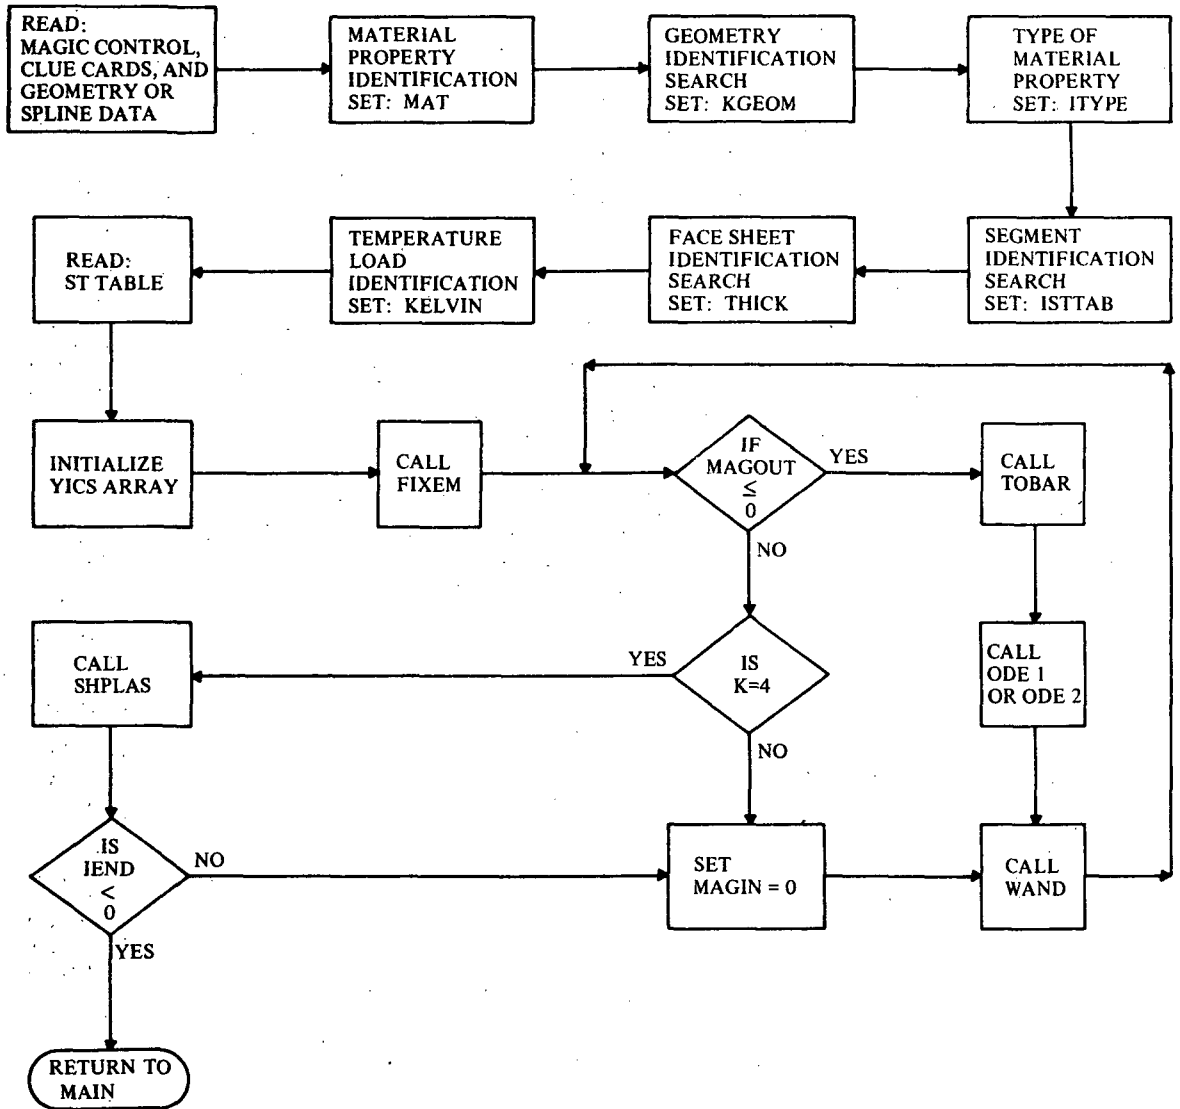 READ:
MAGIC CONTROL,
CLUE CARDS, AND
GEOMETRY OR
SPLINE DATA
MATERIAL
PROPERTY
IDENTIFICATION
SET: MAT
GEOMETRY
IDENTIFICATION
SEARCH
SET: KGEOM
TYPE OF
MATERIAL
PROPERTY
SET: ITYPE
SEGMENT
IDENTIFICATION
SEARCH
SET: ISTTAB
FACE SHEET
IDENTIFICATION
SEARCH
SET: THICK
TEMPERATURE
LOAD
IDENTIFICATION
SET: KELVIN
READ:
ST TABLE
INITIALIZE
YICS ARRAY
CALL
FIXEM
IF
MAGOUT
≤
0
YES
CALL
TOBAR
NO
CALL
ODE 1
OR ODE 2
IS
K=4
YES
CALL
SHPLAS
NO
IS
IEND
<
0
NO
SET
MAGIN = 0
CALL
WAND
YES
RETURN TO
MAIN